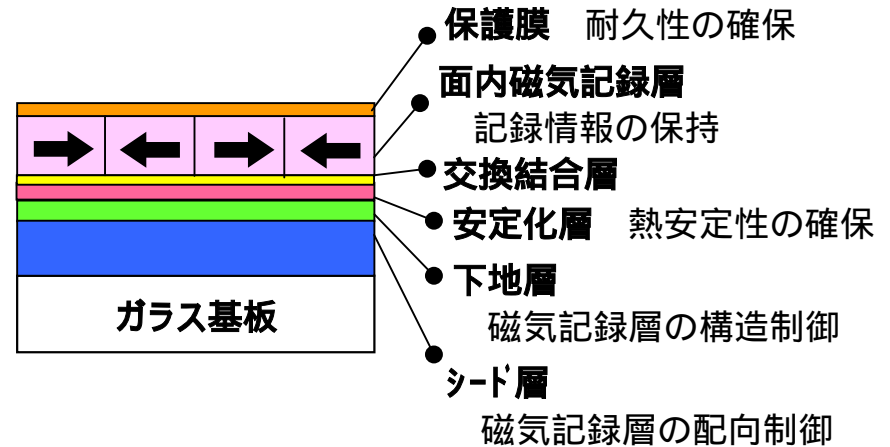 保護膜　耐久性の確保
面内磁気記録層
記録情報の保持
交換結合層
安定化層　熱安定性の確保
下地層
磁気記録層の構造制御
ガラス基板
シード層
磁気記録層の配向制御